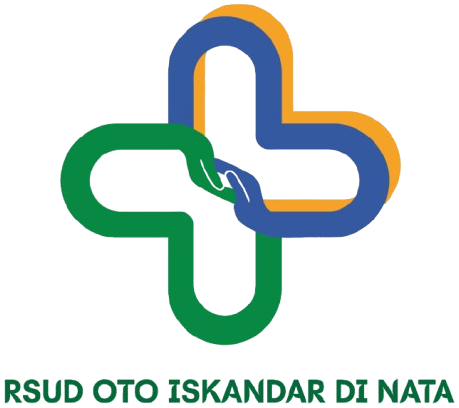 RSUD OTO ISKANDAR DI NATA